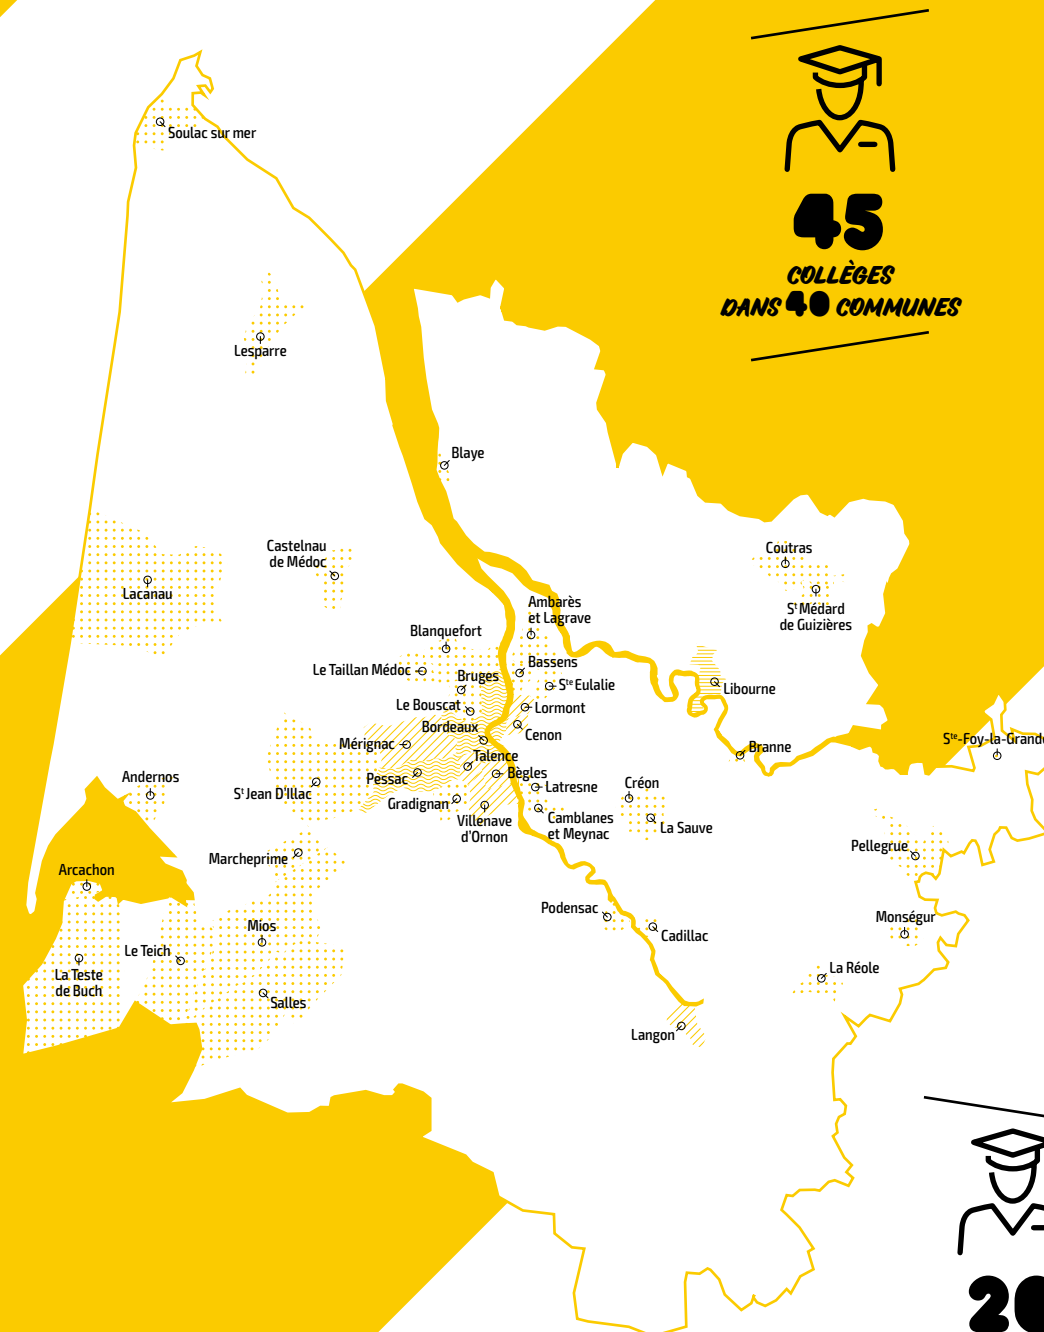 45
COLLÈGES
DANS 40 COMMUNES
Soulac sur mer
Lesparre
Blaye
Castelnau
de Médoc
Coutras
Lacanau
St Médard
de Guizières
Ambarès
et Lagrave
Blanquefort
Le Taillan Médoc
Bassens
Bruges
Ste Eulalie
Libourne
Le Bouscat
Lormont
Bordeaux
Cenon
Mérignac
Branne
Ste-Foy-la-Grande
Talence
Pessac
Bègles
Andernos
St Jean D'Illac
Latresne
Créon
Gradignan
Villenave
d'Ornon
Camblanes
et Meynac
La Sauve
Pellegrue
Marcheprime
Arcachon
Podensac
Monségur
Mios
Cadillac
Le Teich
La Teste
de Buch
La Réole
Salles
Langon
20